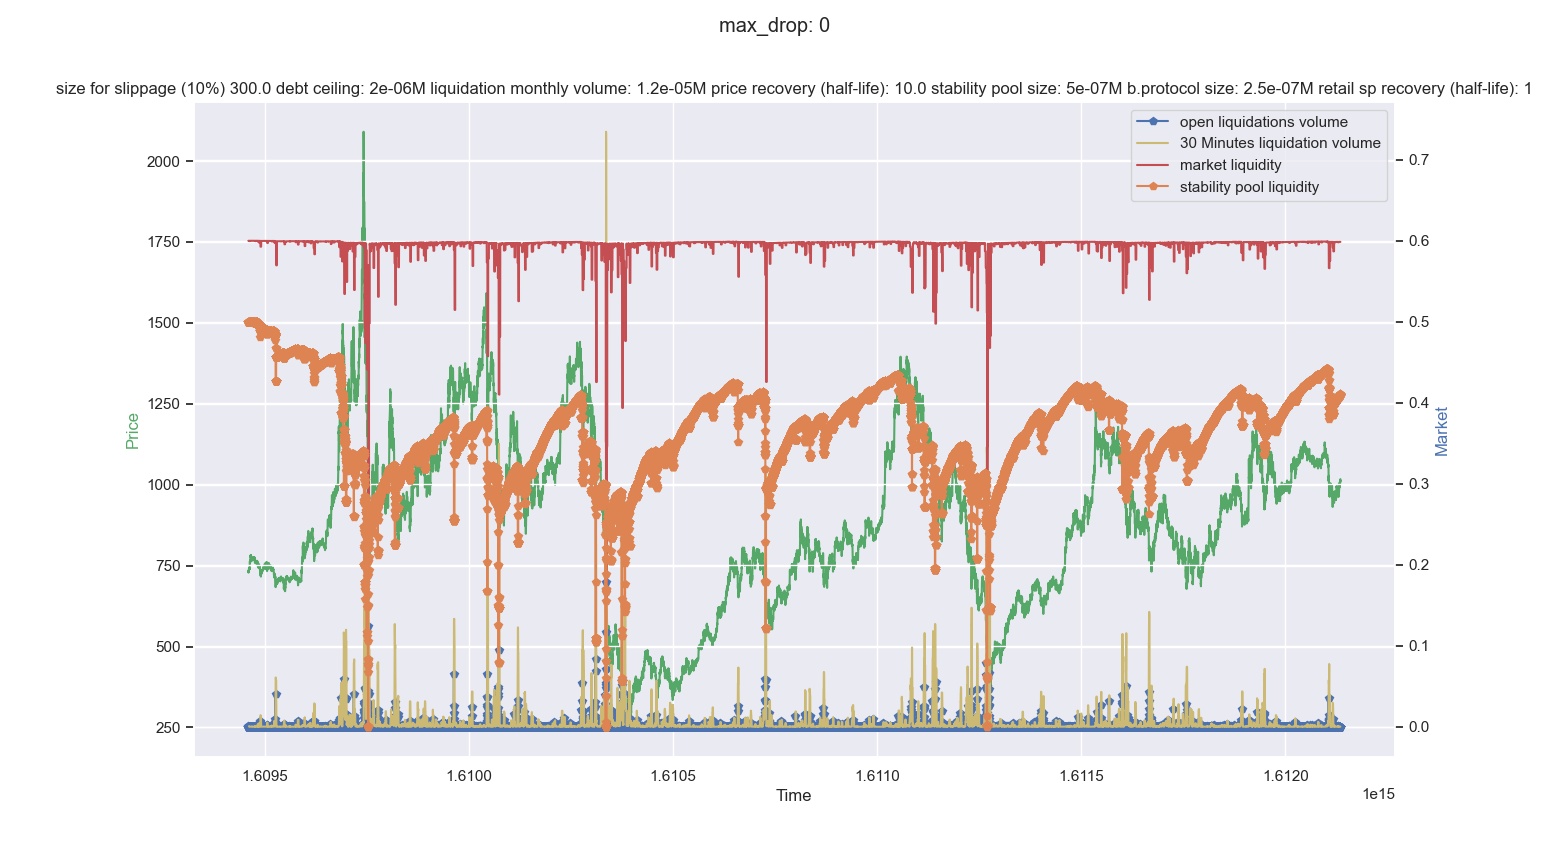 max_drop: 0
size for slippage (10%) 300.0 debt ceiling: 2e-06M liquidation monthly volume: 1.2e-05M price recovery (half-life): 10.0 stability pool size: 5e-07M b.protocol size: 2.5e-07M retail sp recovery (half-life): 1
open liquidations volume
30 Minutes liquidation volume
market liquidity
stability pool liquidity
2000
1750
1500
1250
1000
750
500
250
Price
0.7
0.6
0.5
0.4
0.3
0.2
0.1
0.0
Market
1.6095
1.6100
1.6105
1.6110
1.6115
1.6120
1e15
Time